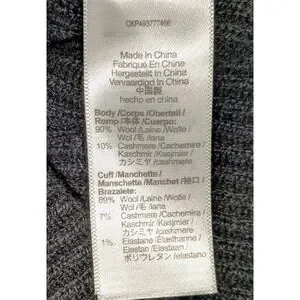 CKP493777466
Made In China
Fabriqué En Chine
Hergestellt In China
Vervaardigd In China
中国製
hecho en china
Body /Corps /Oberteil /
Romp /本体 /Cuerpo:
90% Wool /Laine /Wolle /
Wol /毛 /lana
10% Cashmere /Cachemire /
Kaschmir /Kasjmier /
カシミヤ /cashmere
Cuff /Manchette /
Manschette /Manchet /袖口 /
Brazalete:
89% Wool /Laine /Wolle /
Wol /毛 /lana
7% Cashmere /Cachemire /
Kaschmir /Kasjmier /
カシミヤ /cashmere
1% Elastane /Elasthanne /
Elastan /Elastaan /
ポリウレタン /elastano